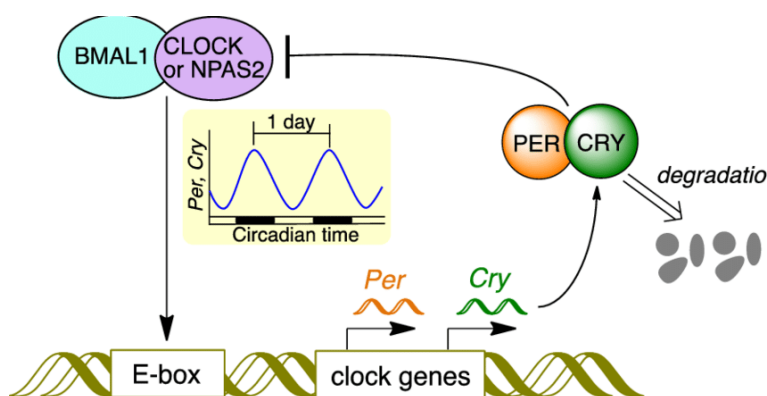 BMAL1
CLOCK
or NPAS2
1 day
Per, Cry
Circadian time
PER
CRY
degradatio
Per
Cry
E-box
clock genes